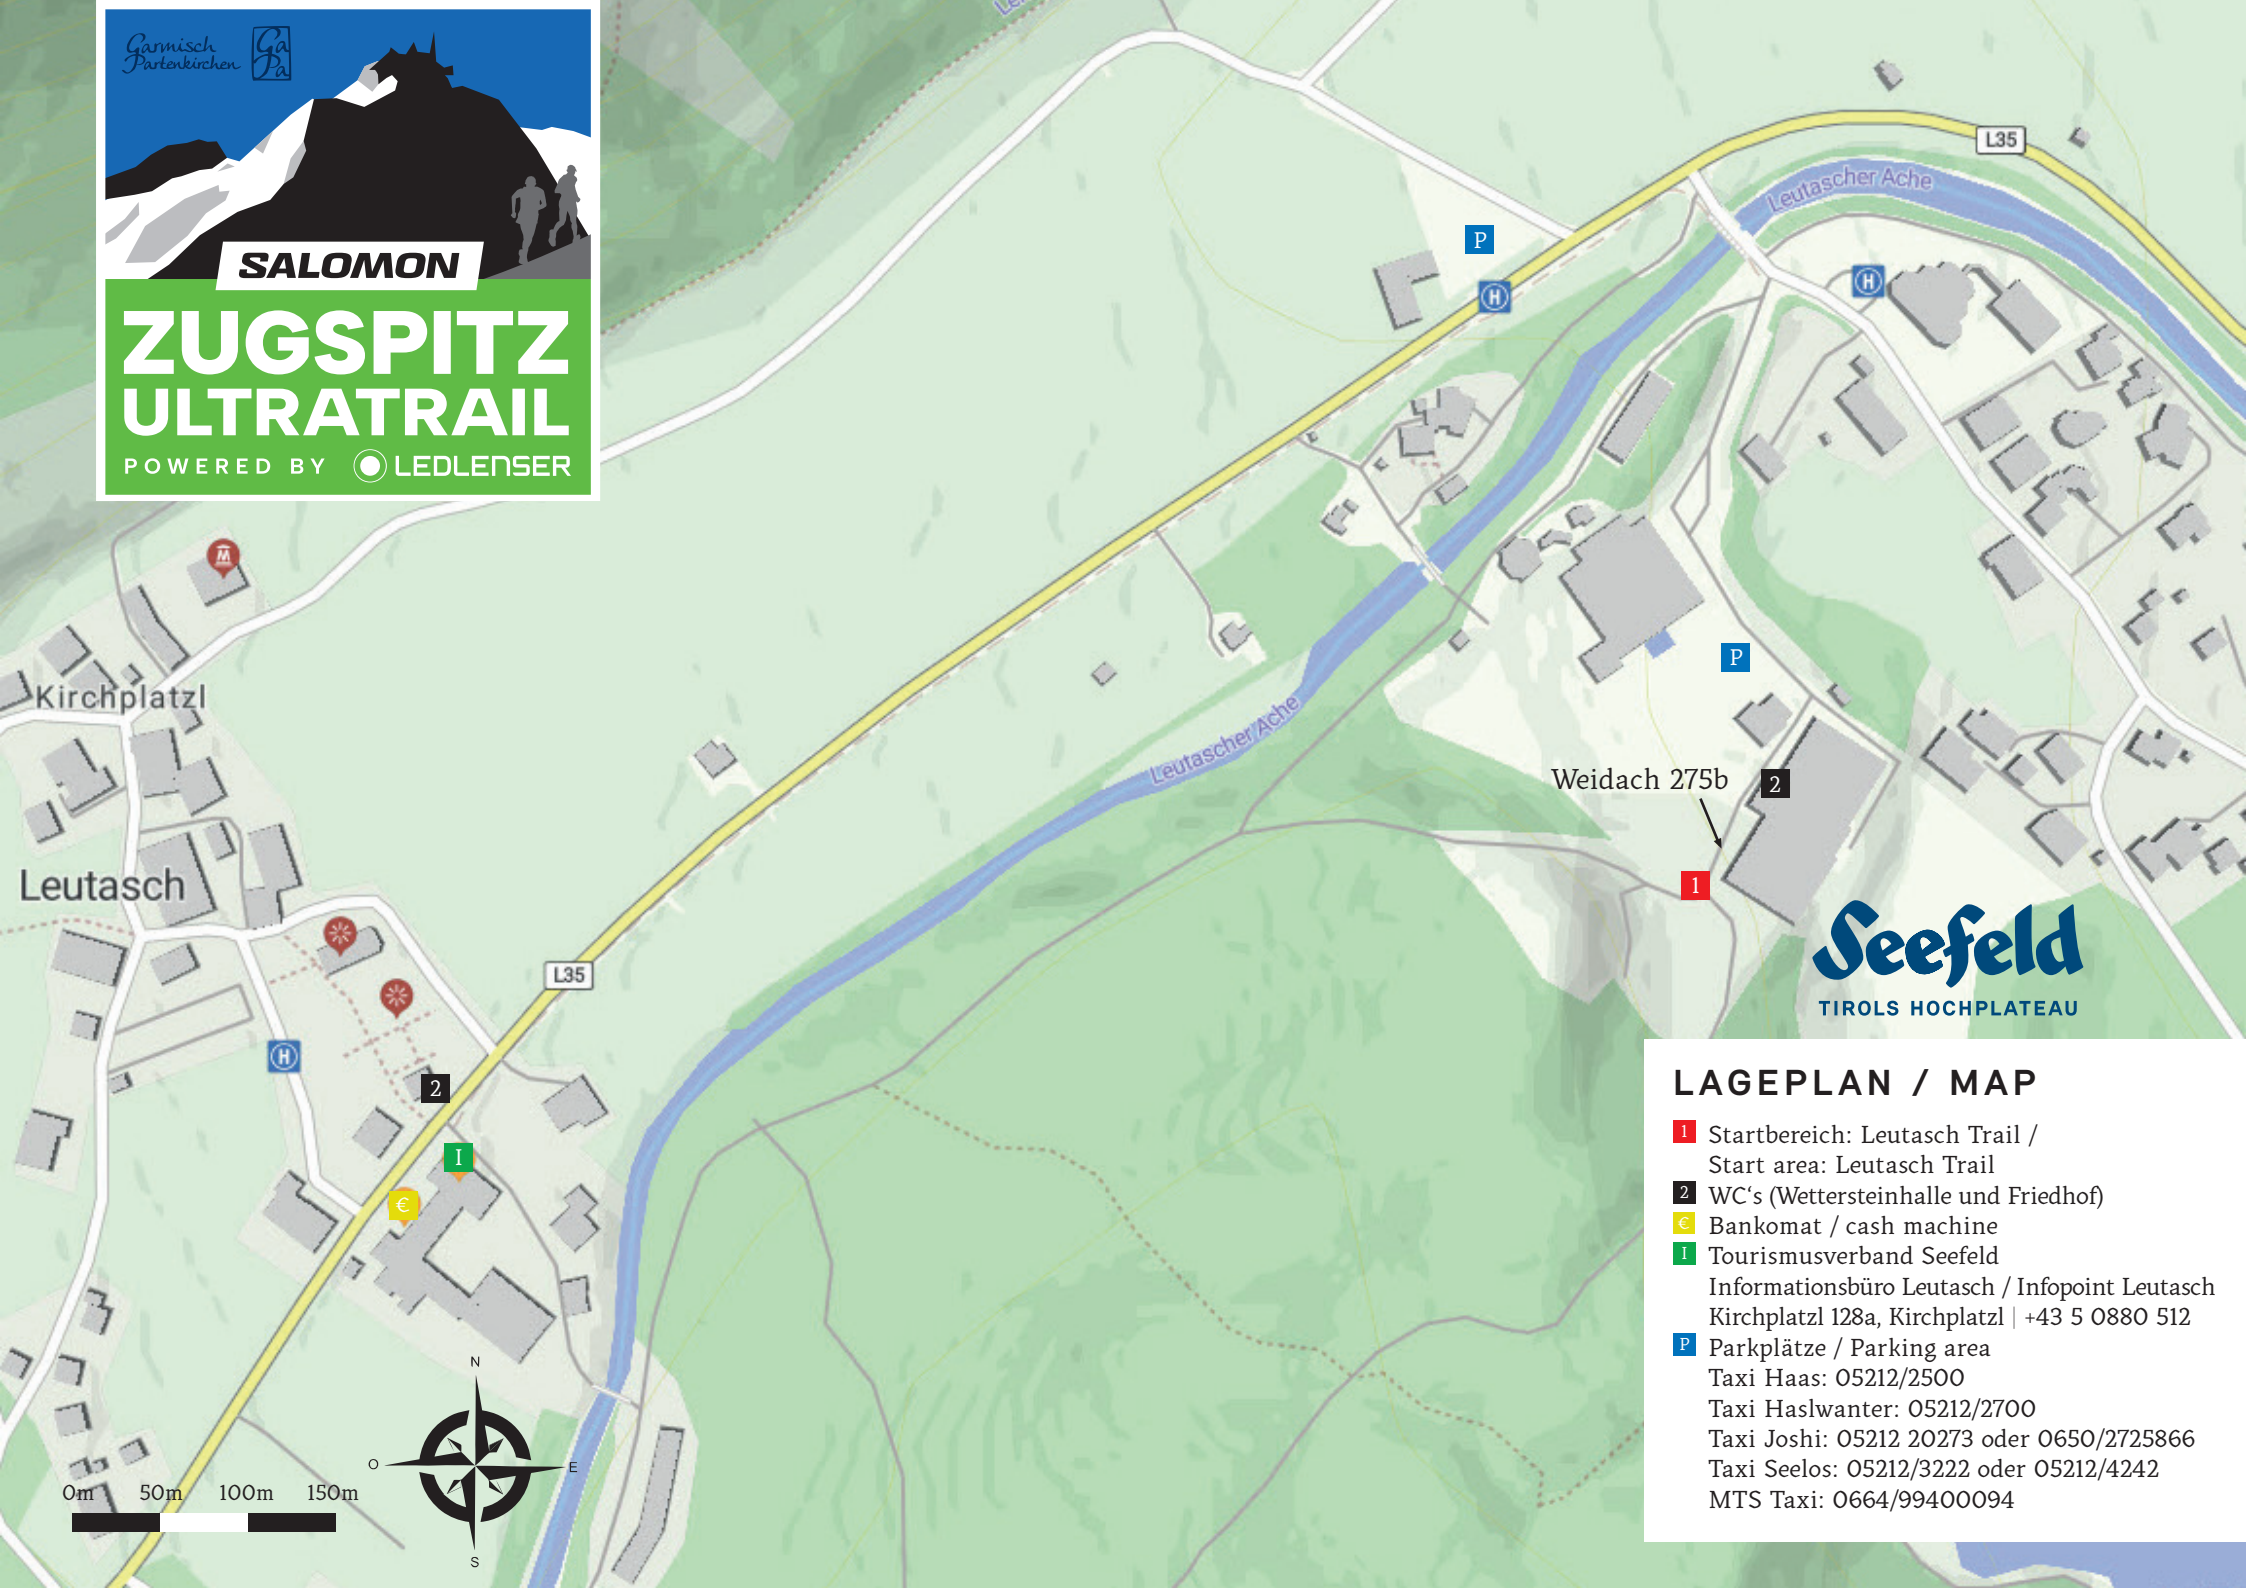 Garmisch
Partenkirchen
Ga
Pa
SALOMON
ZUGSPITZ
ULTRATRAIL
POWERED BY LEDLENSER
L35
Leutascher Ache
P
H
H
M
Kirchplatzl
P
Leutascher Ache
Weidach 275b
2
1
Leutasch
L35
H
2
I
€
Seefeld
TIROLS HOCHPLATEAU
LAGEPLAN / MAP
1 Startbereich: Leutasch Trail /
Start area: Leutasch Trail
2 WC‘s (Wettersteinhalle und Friedhof)
€ Bankomat / cash machine
I Tourismusverband Seefeld
Informationsbüro Leutasch / Infopoint Leutasch
Kirchplatzl 128a, Kirchplatzl | +43 5 0880 512
P Parkplätze / Parking area
Taxi Haas: 05212/2500
Taxi Haslwanter: 05212/2700
Taxi Joshi: 05212 20273 oder 0650/2725866
Taxi Seelos: 05212/3222 oder 05212/4242
MTS Taxi: 0664/99400094
N
O E
S
0m 50m 100m 150m